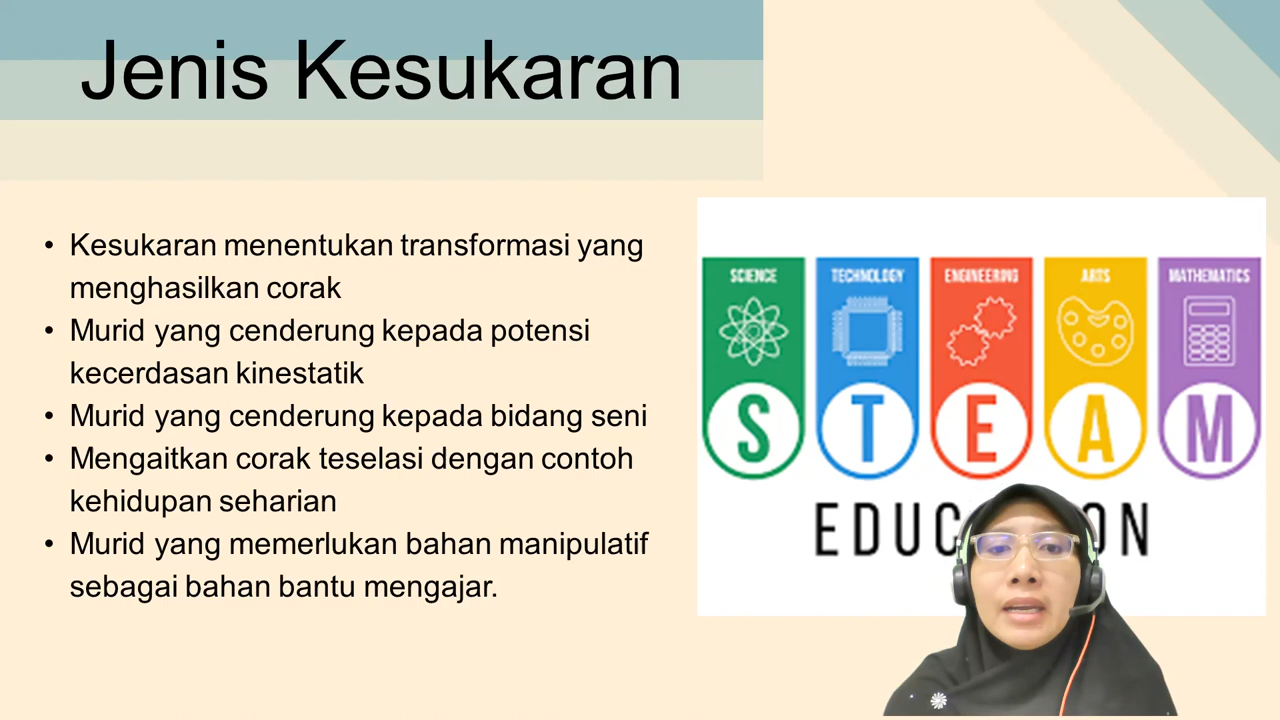 Jenis Kesukaran
• Kesukaran menentukan transformasi yang
menghasilkan corak
• Murid yang cenderung kepada potensi
kecerdasan kinestatik
• Murid yang cenderung kepada bidang seni
• Mengaitkan corak teselasi dengan contoh
kehidupan seharian
• Murid yang memerlukan bahan manipulatif
sebagai bahan bantu mengajar.
SCIENCE TECHNOLOGY ENGINEERING ARTS MATHEMATICS
S T E A M